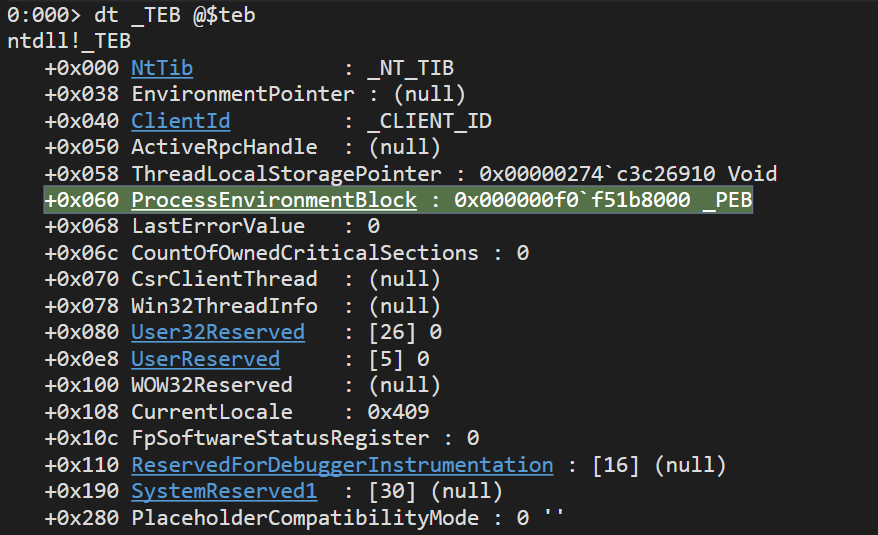 0:000> dt _TEB @$teb
ntdll!_TEB
   +0x000 NtTib            : _NT_TIB
   +0x038 EnvironmentPointer : (null)
   +0x040 ClientId         : _CLIENT_ID
   +0x050 ActiveRpcHandle  : (null)
   +0x058 ThreadLocalStoragePointer : 0x00000274`c3c26910 Void
   +0x060 ProcessEnvironmentBlock : 0x000000f0`f51b8000 _PEB
   +0x068 LastErrorValue   : 0
   +0x06c CountOfOwnedCriticalSections : 0
   +0x070 CsrClientThread  : (null)
   +0x078 Win32ThreadInfo  : (null)
   +0x080 User32Reserved   : [26] 0
   +0x0e8 UserReserved     : [5] 0
   +0x100 WOW32Reserved    : (null)
   +0x108 CurrentLocale    : 0x409
   +0x10c FpSoftwareStatusRegister : 0
   +0x110 ReservedForDebuggerInstrumentation : [16] (null)
   +0x190 SystemReserved1  : [30] (null)
   +0x280 PlaceholderCompatibilityMode : 0 ''